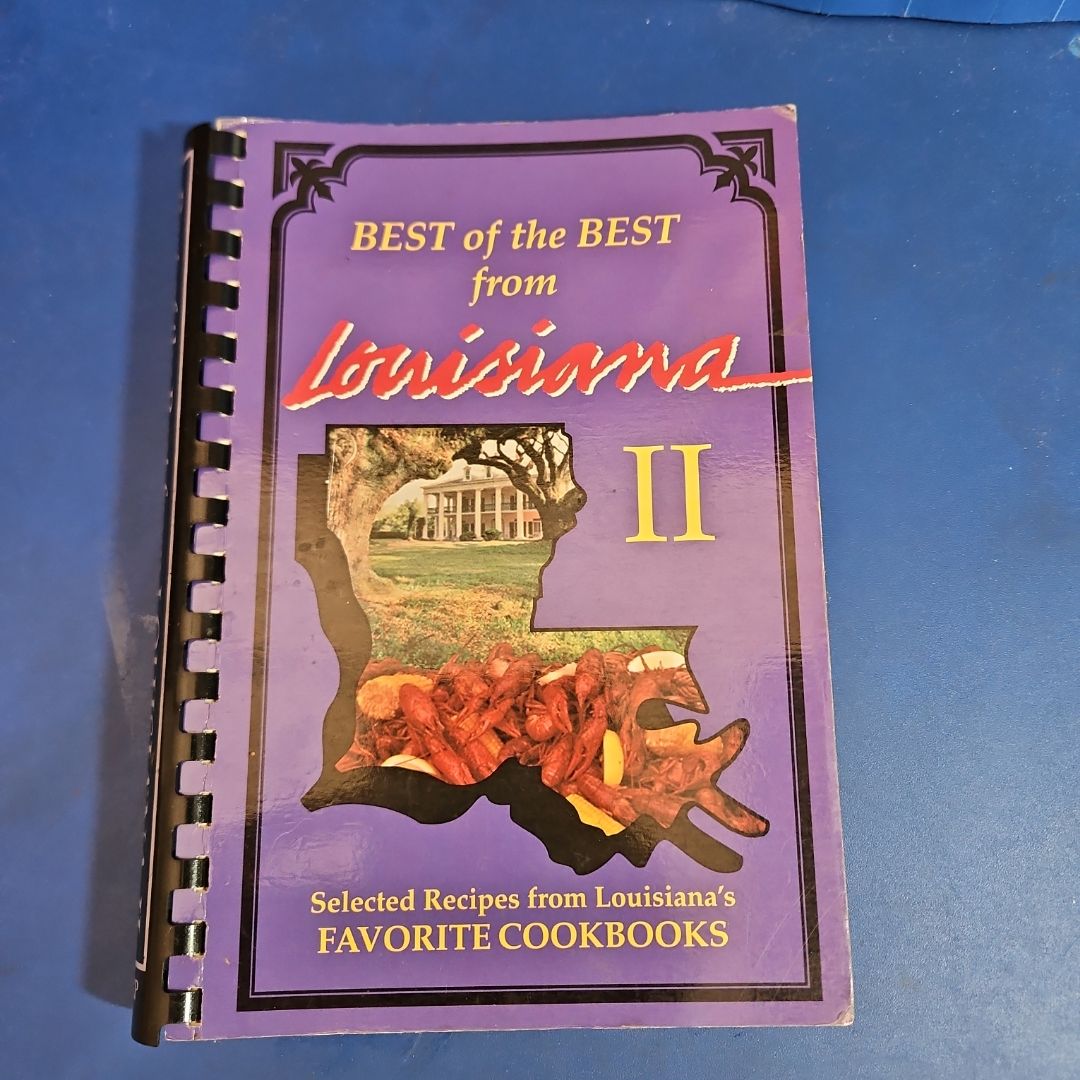 BEST of the BEST
from
Louisiana
II
Selected Recipes from Louisiana's
FAVORITE COOKBOOKS